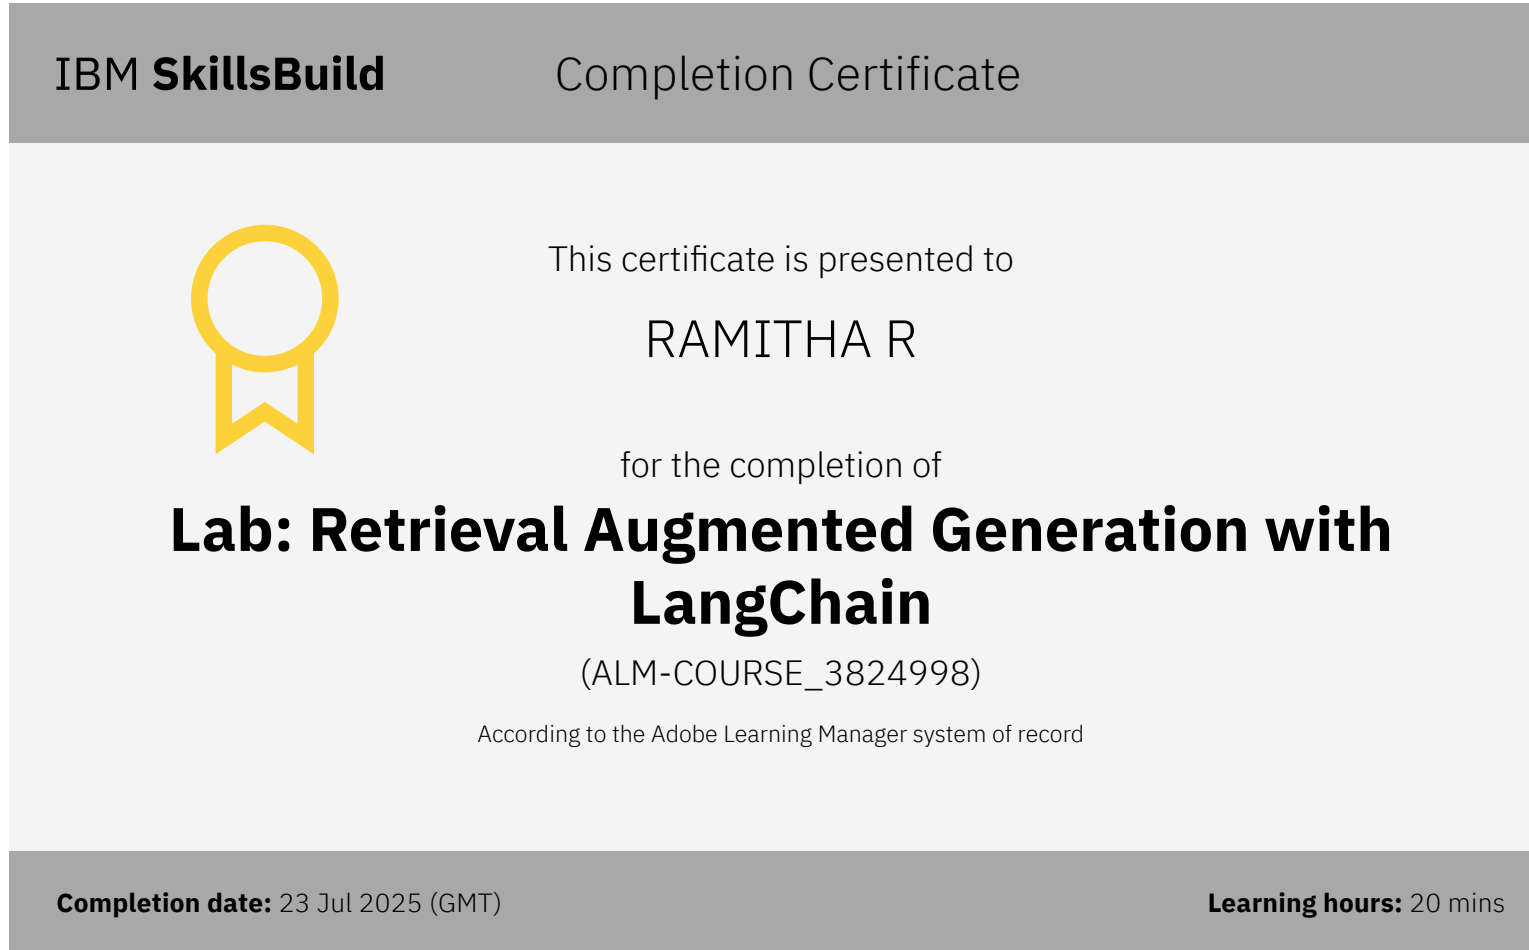 IBM SkillsBuild Completion Certificate
This certificate is presented to
RAMITHA R
for the completion of
Lab: Retrieval Augmented Generation with
LangChain
(ALM-COURSE_3824998)
According to the Adobe Learning Manager system of record
Completion date: 23 Jul 2025 (GMT) Learning hours: 20 mins